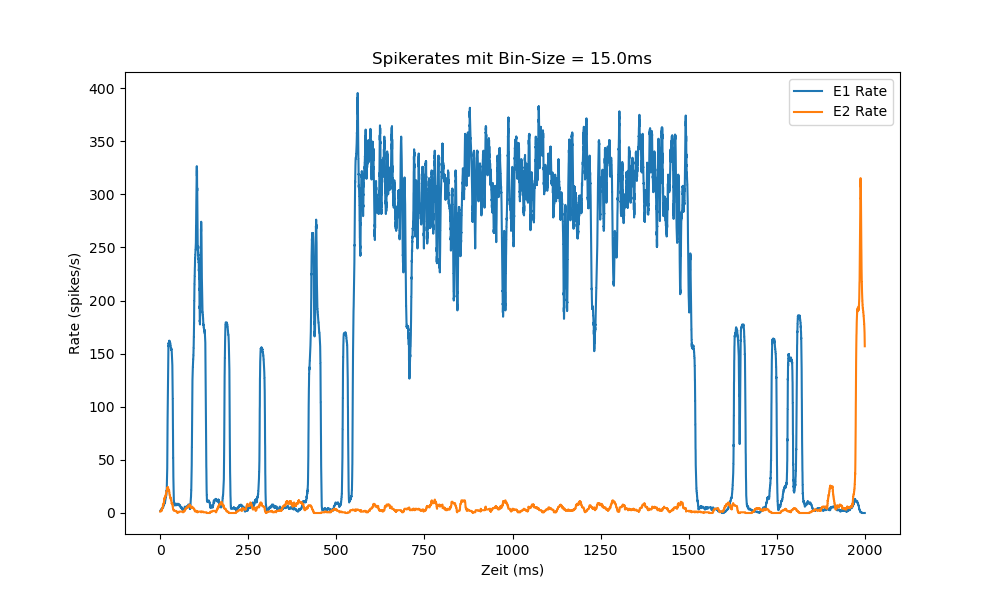 Spikerates mit Bin-Size = 15.0ms
E1 Rate
E2 Rate
Rate (spikes/s)
400
350
300
250
200
150
100
50
0
0 250 500 750 1000 1250 1500 1750 2000
Zeit (ms)